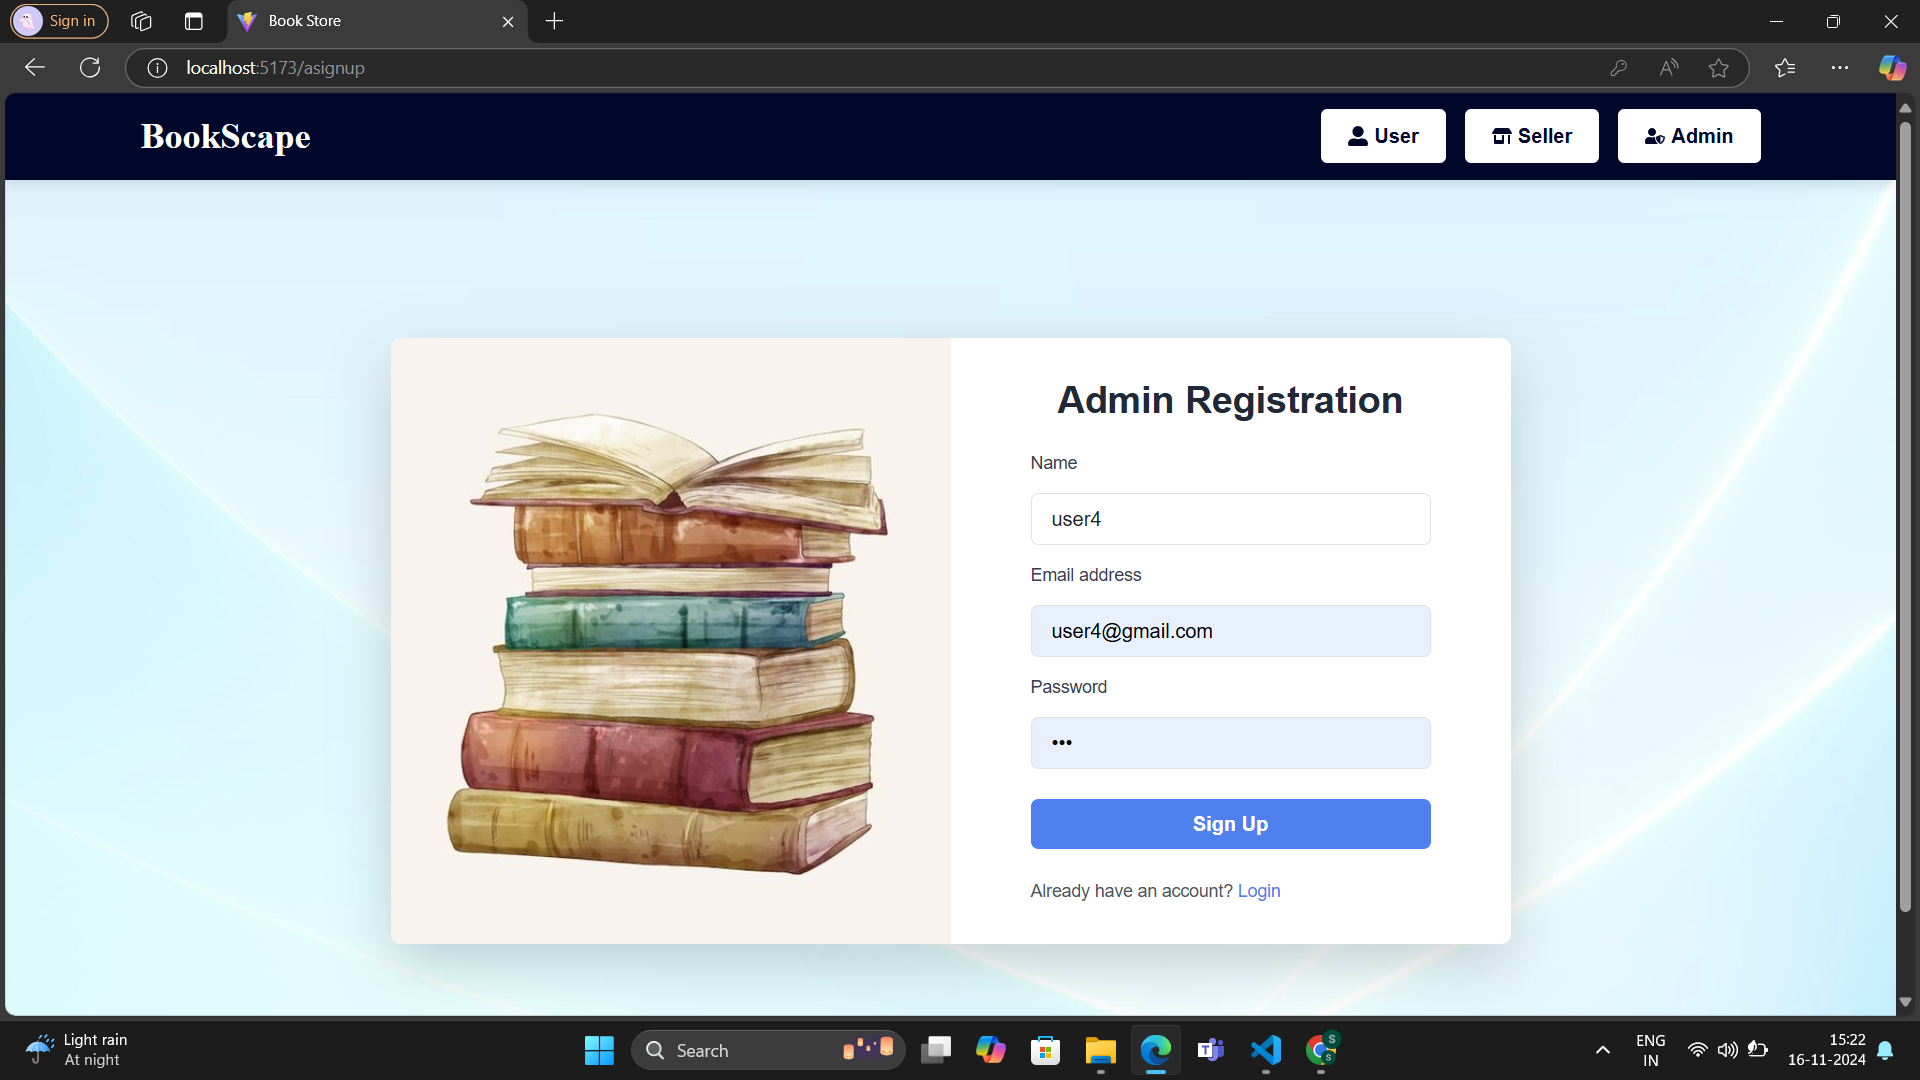 Sign in
Book Store
localhost:5173/asignup
BookScape
User
Seller
Admin
Admin Registration
Name
user4
Email address
user4@gmail.com
Password
•••
Sign Up
Already have an account? Login
Light rain
At night
Search
ENG
IN
15:22
16-11-2024